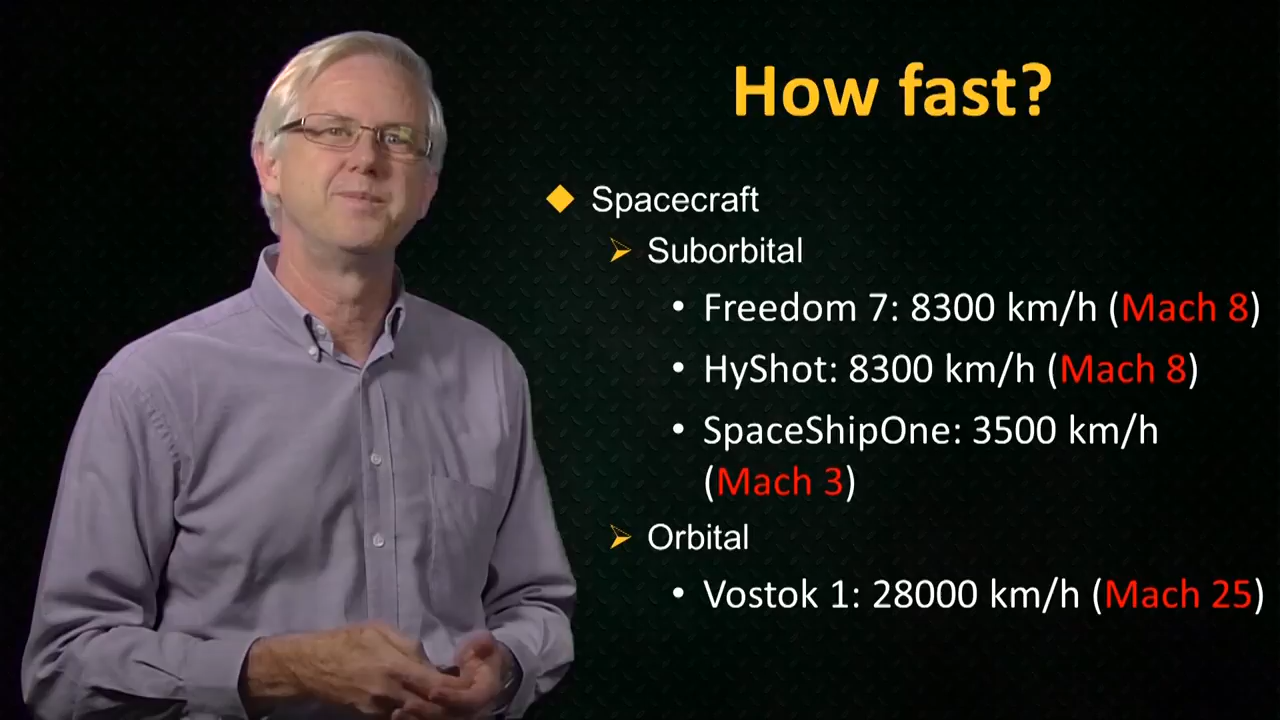 How fast?
Spacecraft
Suborbital
• Freedom 7: 8300 km/h (Mach 8)
• HyShot: 8300 km/h (Mach 8)
• SpaceShipOne: 3500 km/h
(Mach 3)
Orbital
• Vostok 1: 28000 km/h (Mach 25)